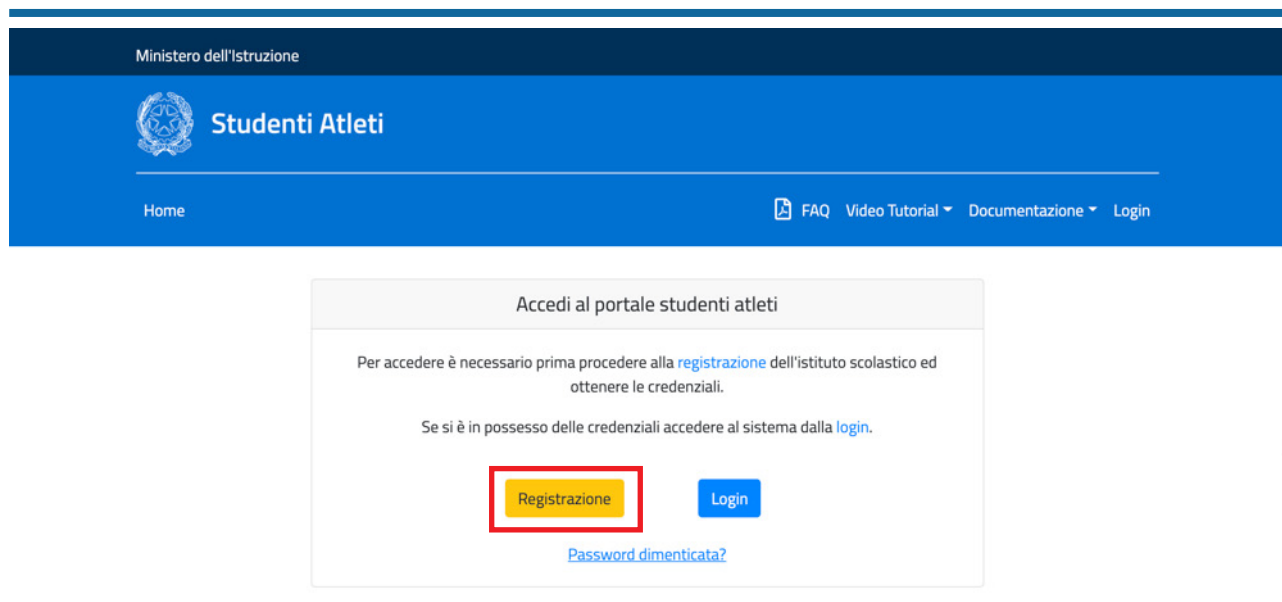 Ministero dell'Istruzione
Studenti Atleti
Home
FAQ Video Tutorial Documentazione Login
Accedi al portale studenti atleti
Per accedere è necessario prima procedere alla registrazione dell'istituto scolastico ed
ottenere le credenziali.
Se si è in possesso delle credenziali accedere al sistema dalla login.
Registrazione Login
Password dimenticata?